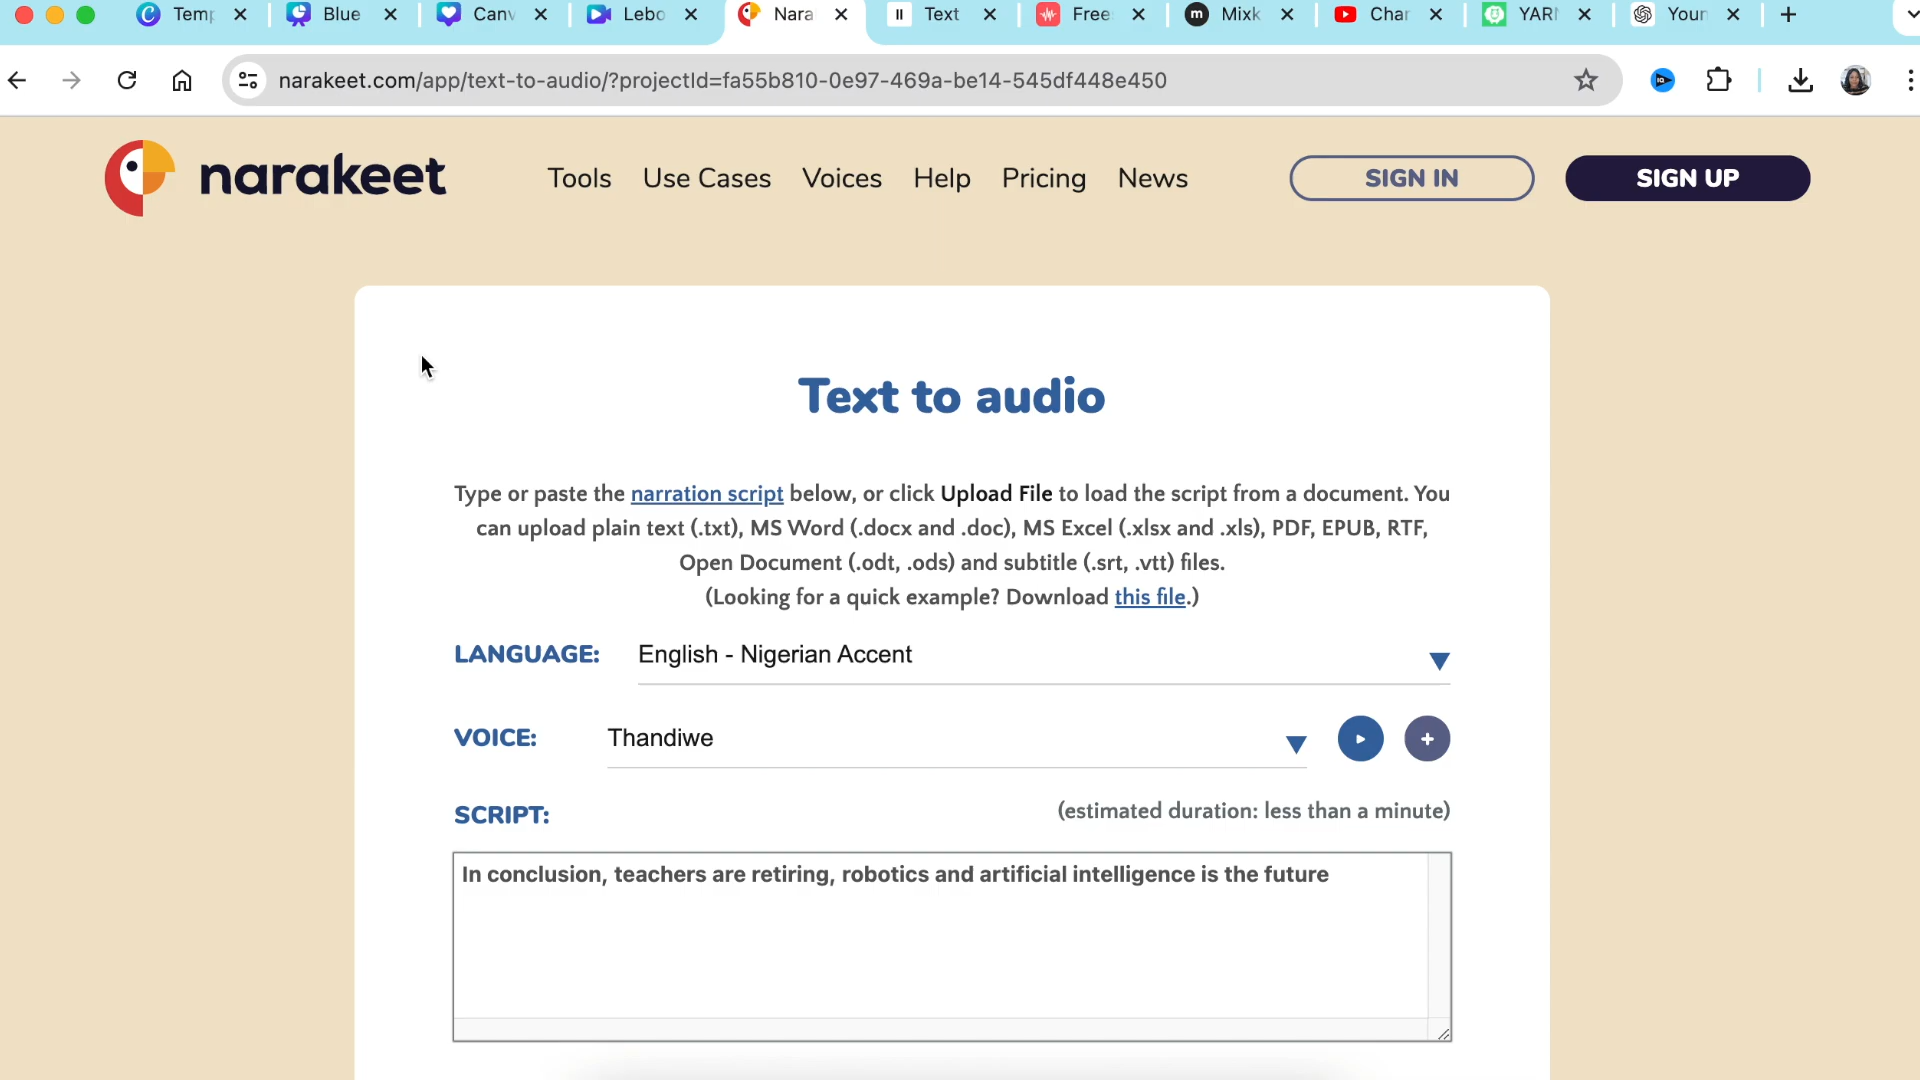 Temp
Blue
Canv
Lebo
Nara
Text
Free
Mixk
Char
YARN
Your
narakeet.com/app/text-to-audio/?projectId=fa55b810-0e97-469a-be14-545df448e450
narakeet
Tools
Use Cases
Voices
Help
Pricing
News
SIGN IN
SIGN UP
Text to audio
Type or paste the narration script below, or click Upload File to load the script from a document. You
can upload plain text (.txt), MS Word (.docx and .doc), MS Excel (.xlsx and .xls), PDF, EPUB, RTF,
Open Document (.odt, .ods) and subtitle (.srt, .vtt) files.
(Looking for a quick example? Download this file.)
LANGUAGE: English - Nigerian Accent
VOICE: Thandiwe
SCRIPT: (estimated duration: less than a minute)
In conclusion, teachers are retiring, robotics and artificial intelligence is the future